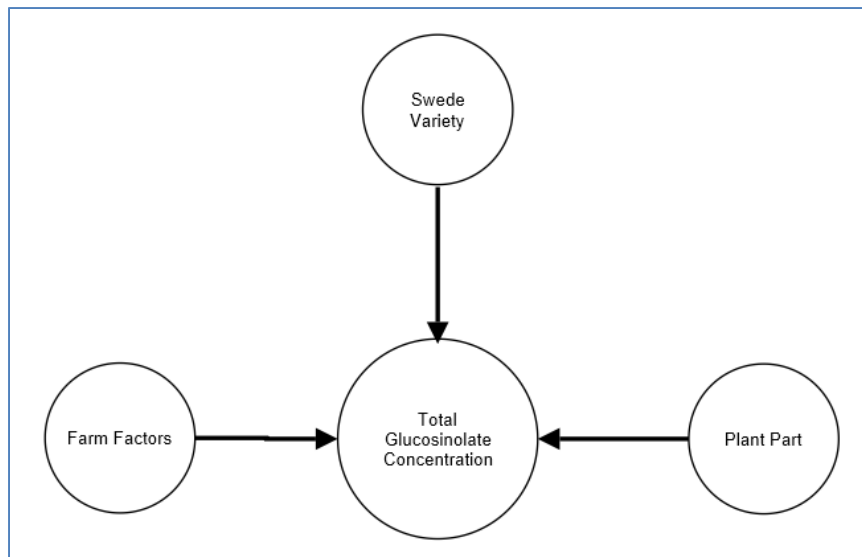 Swede
Variety
Farm Factors
Total
Glucosinolate
Concentration
Plant Part